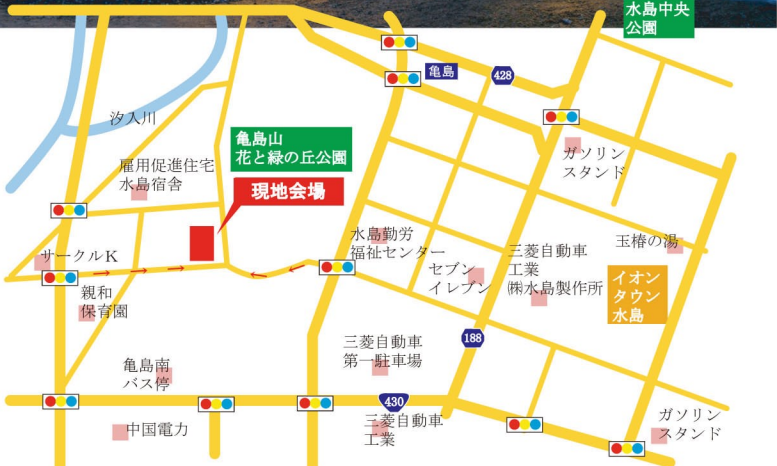 水島中央
公園
亀島
428
汐入川
亀島山
花と緑の丘公園
ガソリン
スタンド
雇用促進住宅
水島宿舎
現地会場
水島勤労
福祉センター
玉椿の湯
サークルK
セブン
イレブン
三菱自動車
工業
㈱水島製作所
イオン
タウン
水島
親和
保育園
188
三菱自動車
第一駐車場
亀島南
バス停
430
中国電力
三菱自動車
工業
ガソリン
スタンド